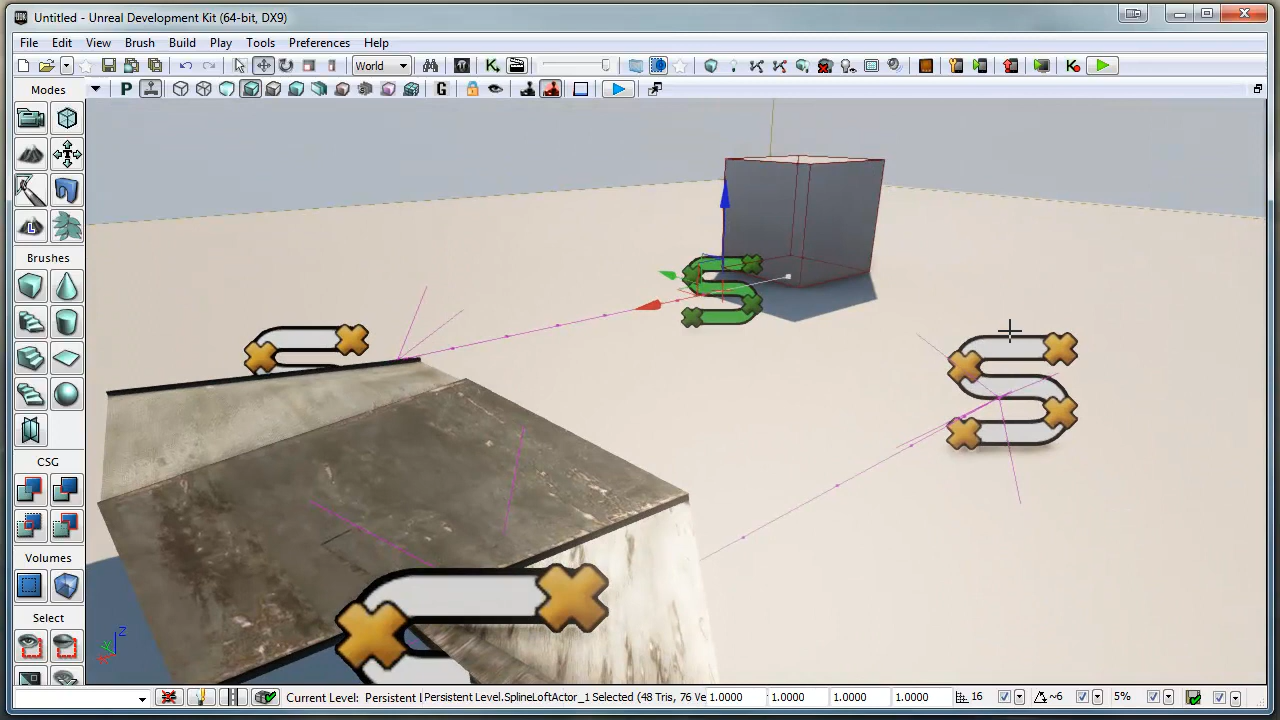 Untitled - Unreal Development Kit (64-bit, DX9)
File Edit View Brush Build Play Tools Preferences Help
World
Modes
P
G
L
Brushes
CSG
Volumes
Select
Z
Current Level: Persistent l Persistent Level.SplineLoftActor_1 Selected (48 Tris, 76 Ve 1.0000 1.0000 1.0000 1.0000 16 ~6 5%